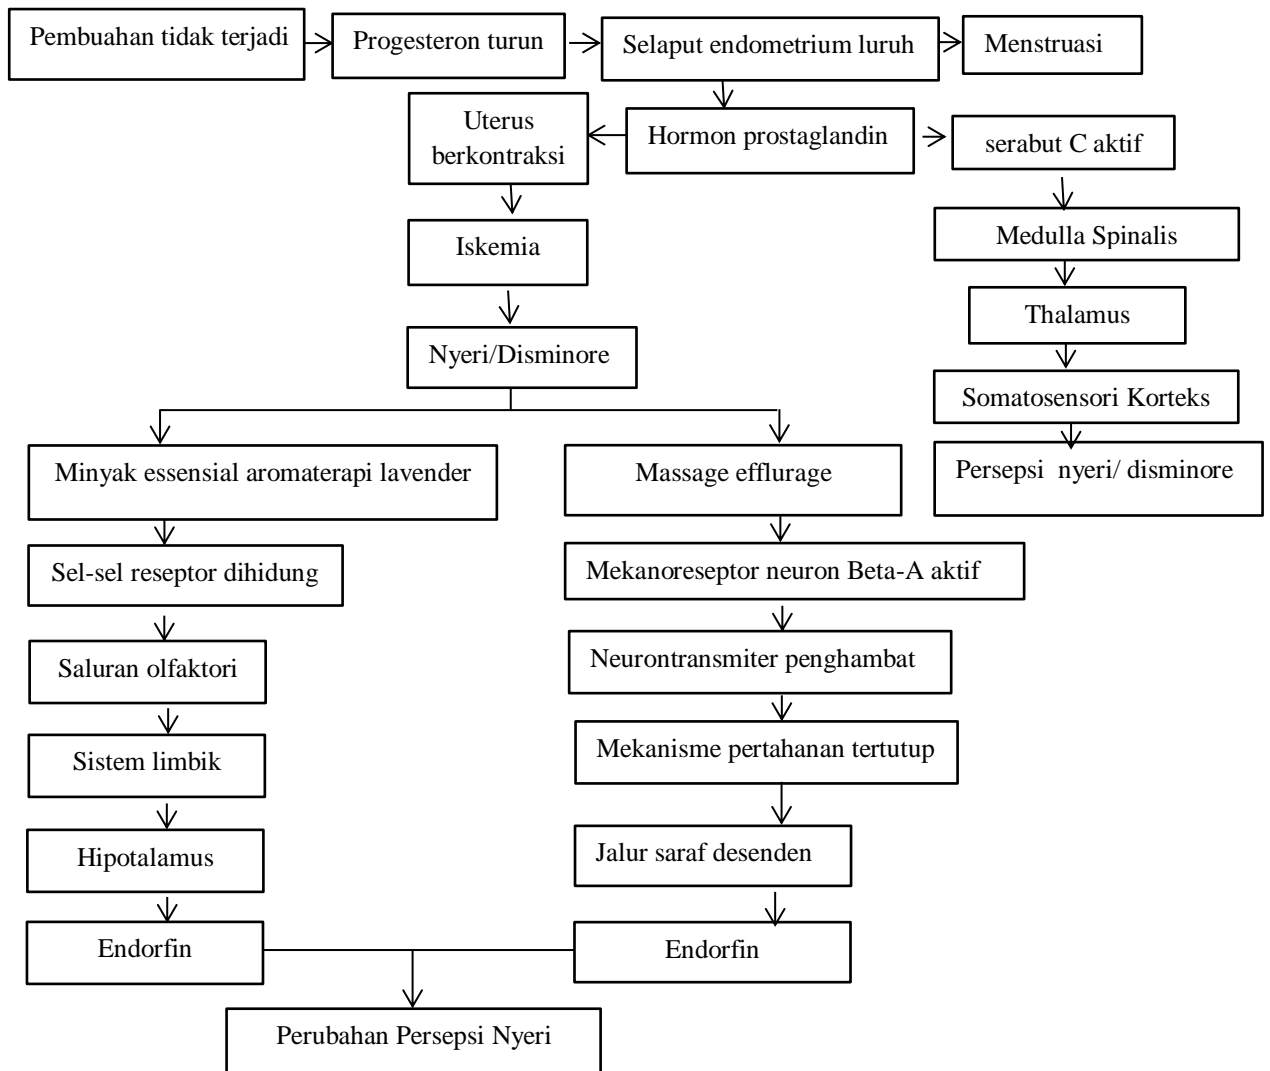 Pembuahan tidak terjadi
Progesteron turun
Selaput endometrium luruh
Menstruasi
Uterus
berkontraksi
Hormon prostaglandin
serabut C aktif
Iskemia
Medulla Spinalis
Thalamus
Nyeri/Disminore
Somatosensori Korteks
Persepsi nyeri/ disminore
Minyak essensial aromaterapi lavender
Massage efflurage
Sel-sel reseptor dihidung
Mekanoreseptor neuron Beta-A aktif
Saluran olfaktori
Neurontransmiter penghambat
Sistem limbik
Mekanisme pertahanan tertutup
Hipotalamus
Jalur saraf desenden
Endorfin
Endorfin
Perubahan Persepsi Nyeri